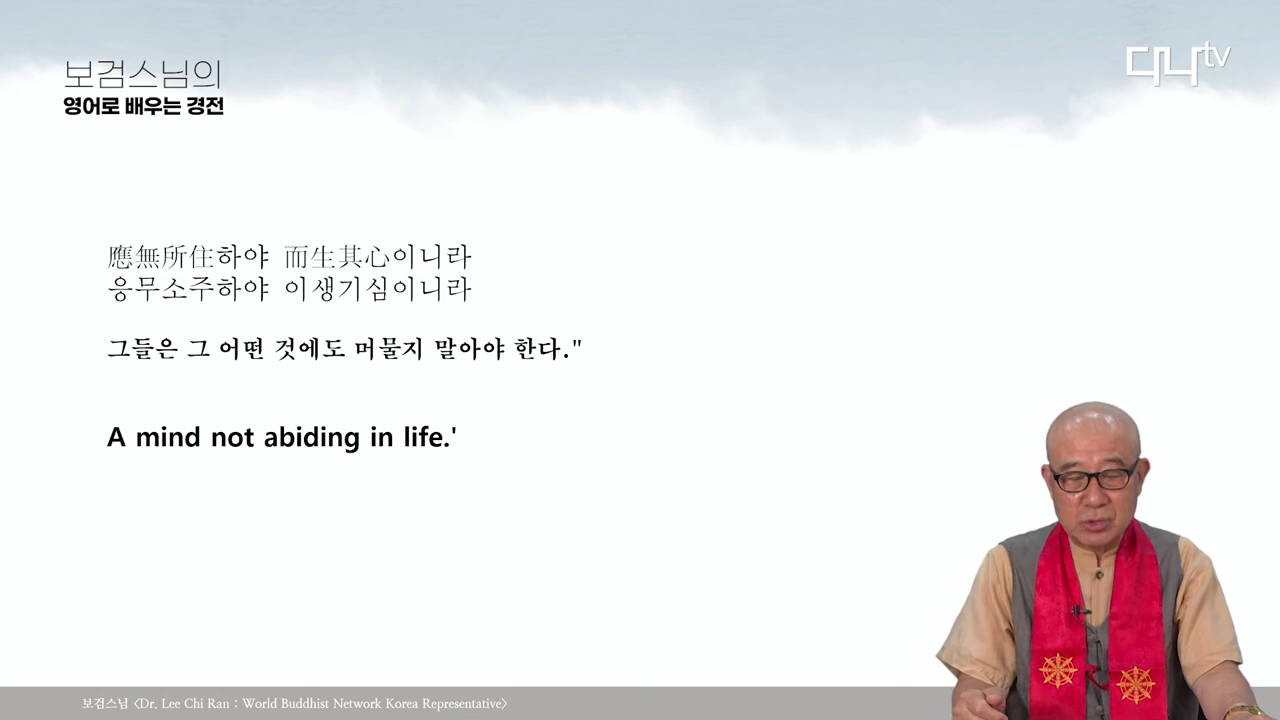 보검스님의
영어로 배우는 경전
다나tv
應無所住하야 而生其心이니라
응무소주하야 이생기심이니라
그들은 그 어떤 것에도 머물지 말아야 한다."
A mind not abiding in life.'
보검스님 <Dr. Lee Chi Ran : World Buddhist Network Korea Representative>